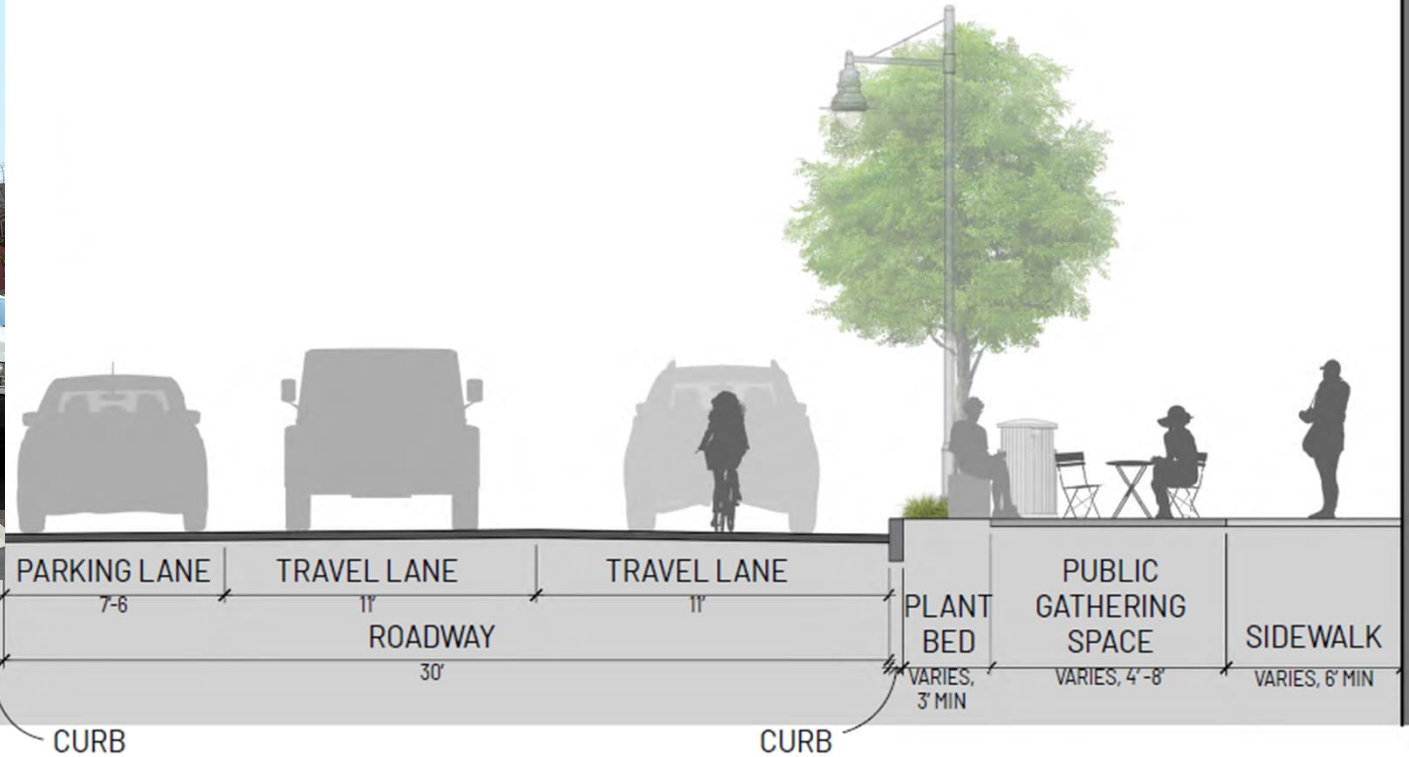 PARKING LANE
7'-6
TRAVEL LANE
11'
TRAVEL LANE
11'
ROADWAY
30'
PLANT
BED
VARIES,
3' MIN
PUBLIC
GATHERING
SPACE
VARIES, 4'-8'
SIDEWALK
VARIES, 6' MIN
CURB
CURB